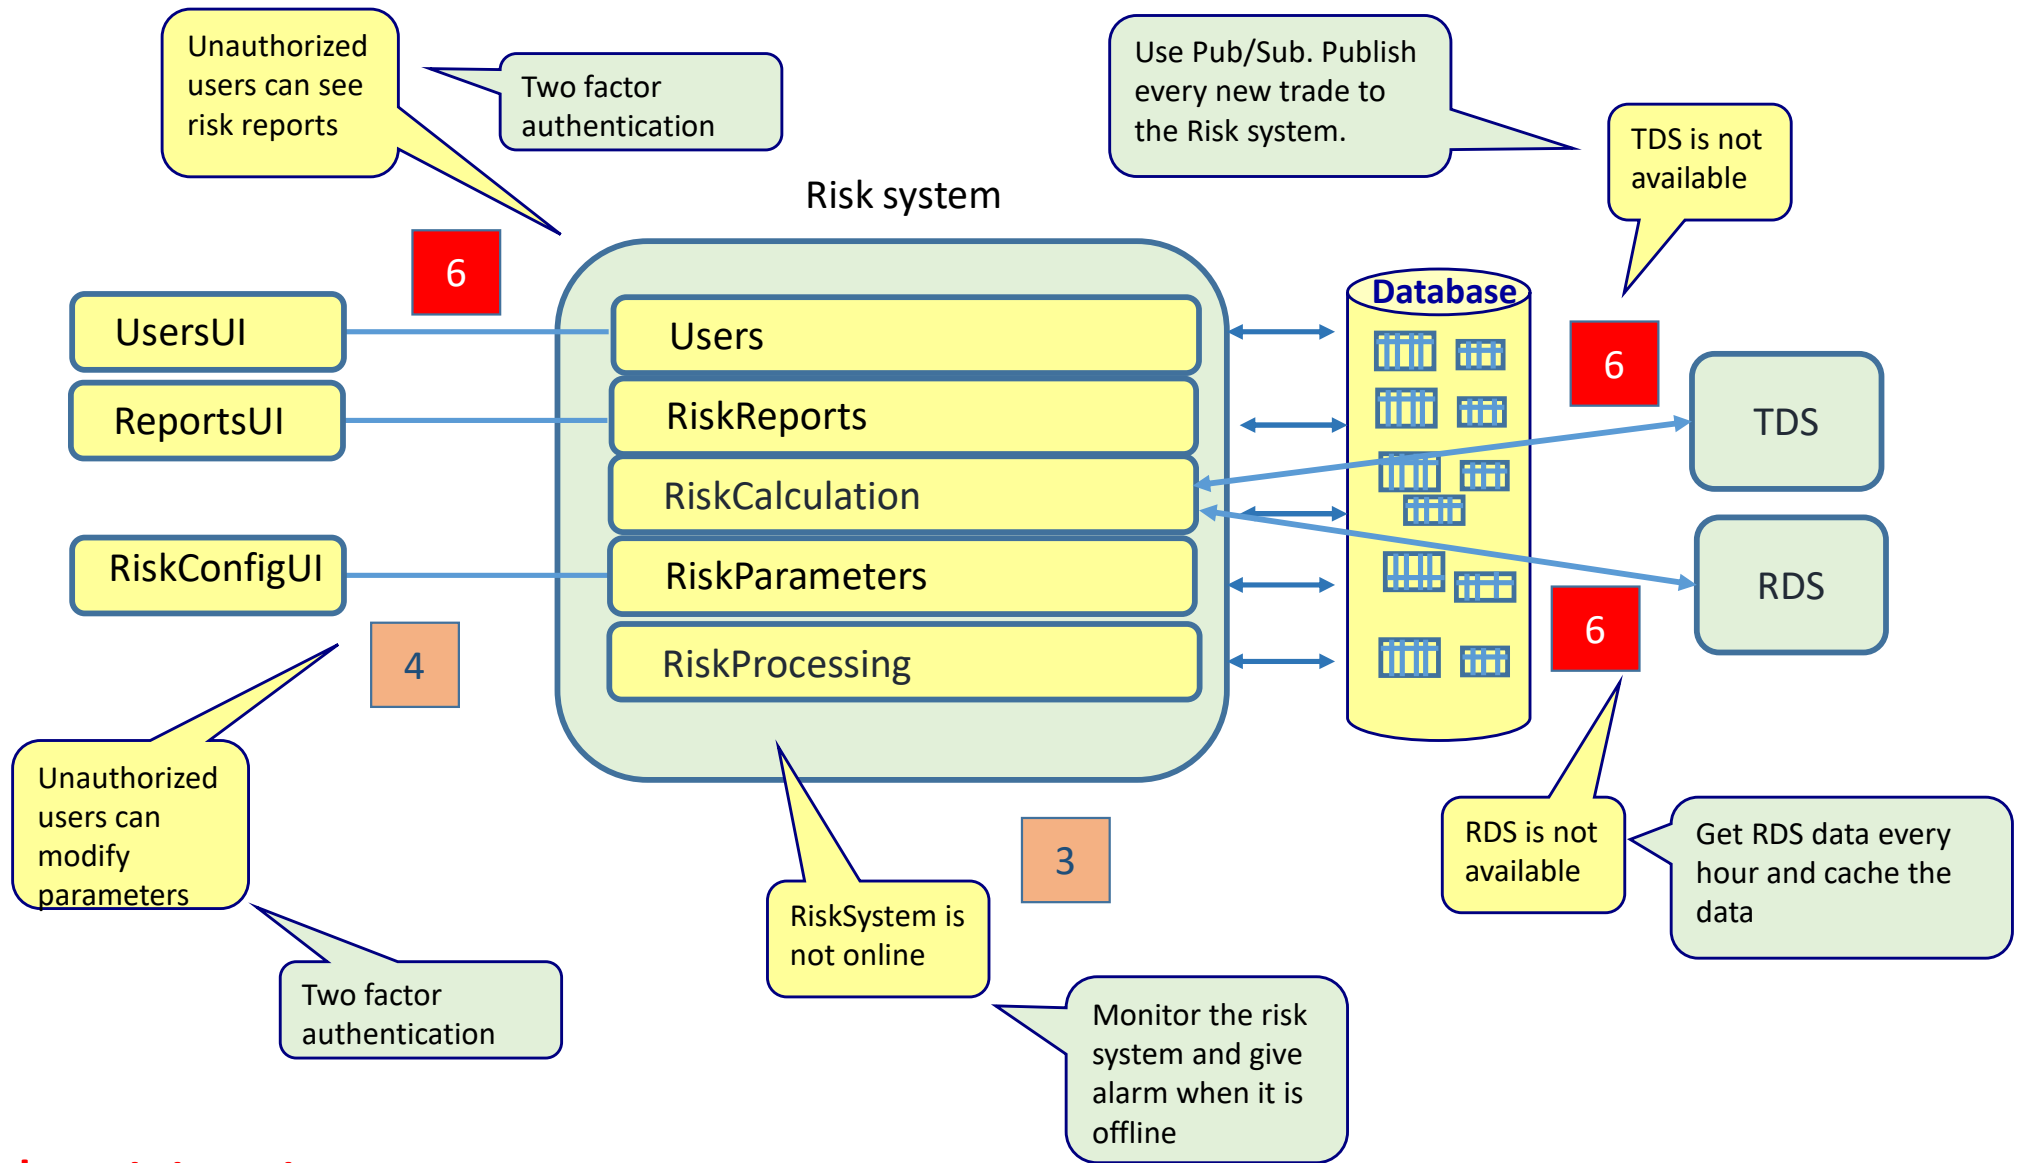 Unauthorized
users can see
risk reports
Two factor
authentication
Use Pub/Sub. Publish
every new trade to
the Risk system.
TDS is not
available
Risk system
6
UsersUI
ReportsUI
RiskConfigUI
Users
RiskReports
RiskCalculation
RiskParameters
RiskProcessing
Database
6
TDS
RDS
6
4
Unauthorized
users can
modify
parameters
Two factor
authentication
3
RiskSystem is
not online
Monitor the risk
system and give
alarm when it is
offline
RDS is not
available
Get RDS data every
hour and cache the
data